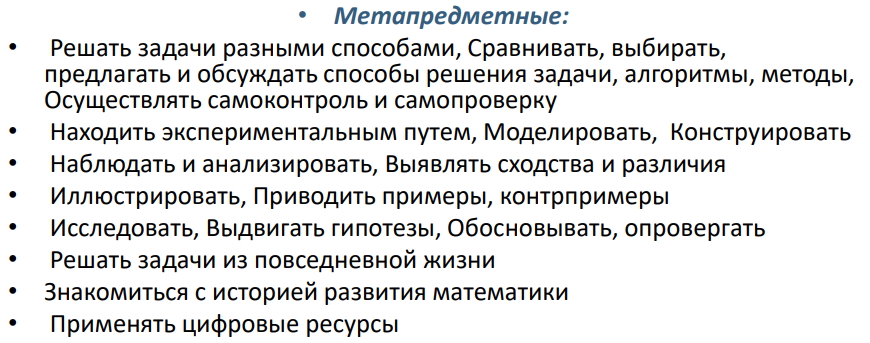 • Метапредметные:
• Решать задачи разными способами, Сравнивать, выбирать,
предлагать и обсуждать способы решения задачи, алгоритмы, методы,
Осуществлять самоконтроль и самопроверку
• Находить экспериментальным путем, Моделировать, Конструировать
• Наблюдать и анализировать, Выявлять сходства и различия
• Иллюстрировать, Приводить примеры, контрпримеры
• Исследовать, Выдвигать гипотезы, Обосновывать, опровергать
• Решать задачи из повседневной жизни
• Знакомиться с историей развития математики
• Применять цифровые ресурсы